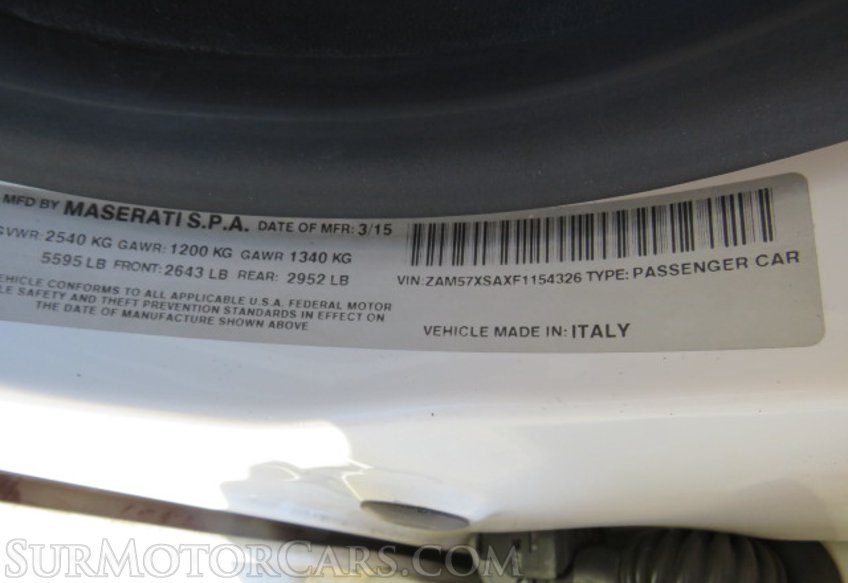 MFD BY MASERATI S.P.A. DATE OF MFR: 3/15
GVWR: 2540 KG GAWR: 1200 KG GAWR 1340 KG
5595 LB FRONT: 2643 LB REAR: 2952 LB
VEHICLE CONFORMS TO ALL APPLICABLE U.S.A. FEDERAL MOTOR
LE SAFETY AND THEFT PREVENTION STANDARDS IN EFFECT ON
THE DATE OF MANUFACTURE SHOWN ABOVE
VIN: ZAM57XSAXF1154326 TYPE: PASSENGER CAR
VEHICLE MADE IN: ITALY
SURMOTORCARS.COM